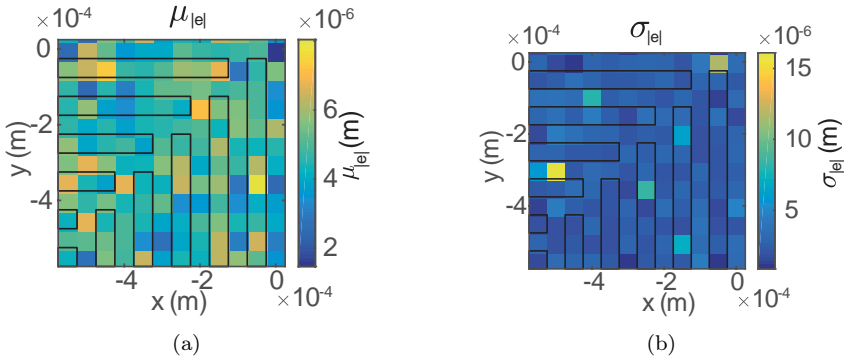 ×10⁻⁴ μ|e| ×10⁻⁶
0
-2
-4
y (m)
-4 -2 0
x (m) ×10⁻⁴
6
4
2
μ|e| (m)
(a)
×10⁻⁴ σ|e| ×10⁻⁶
0
-2
-4
y (m)
-4 -2 0
x (m) ×10⁻⁴
15
10
5
σ|e| (m)
(b)